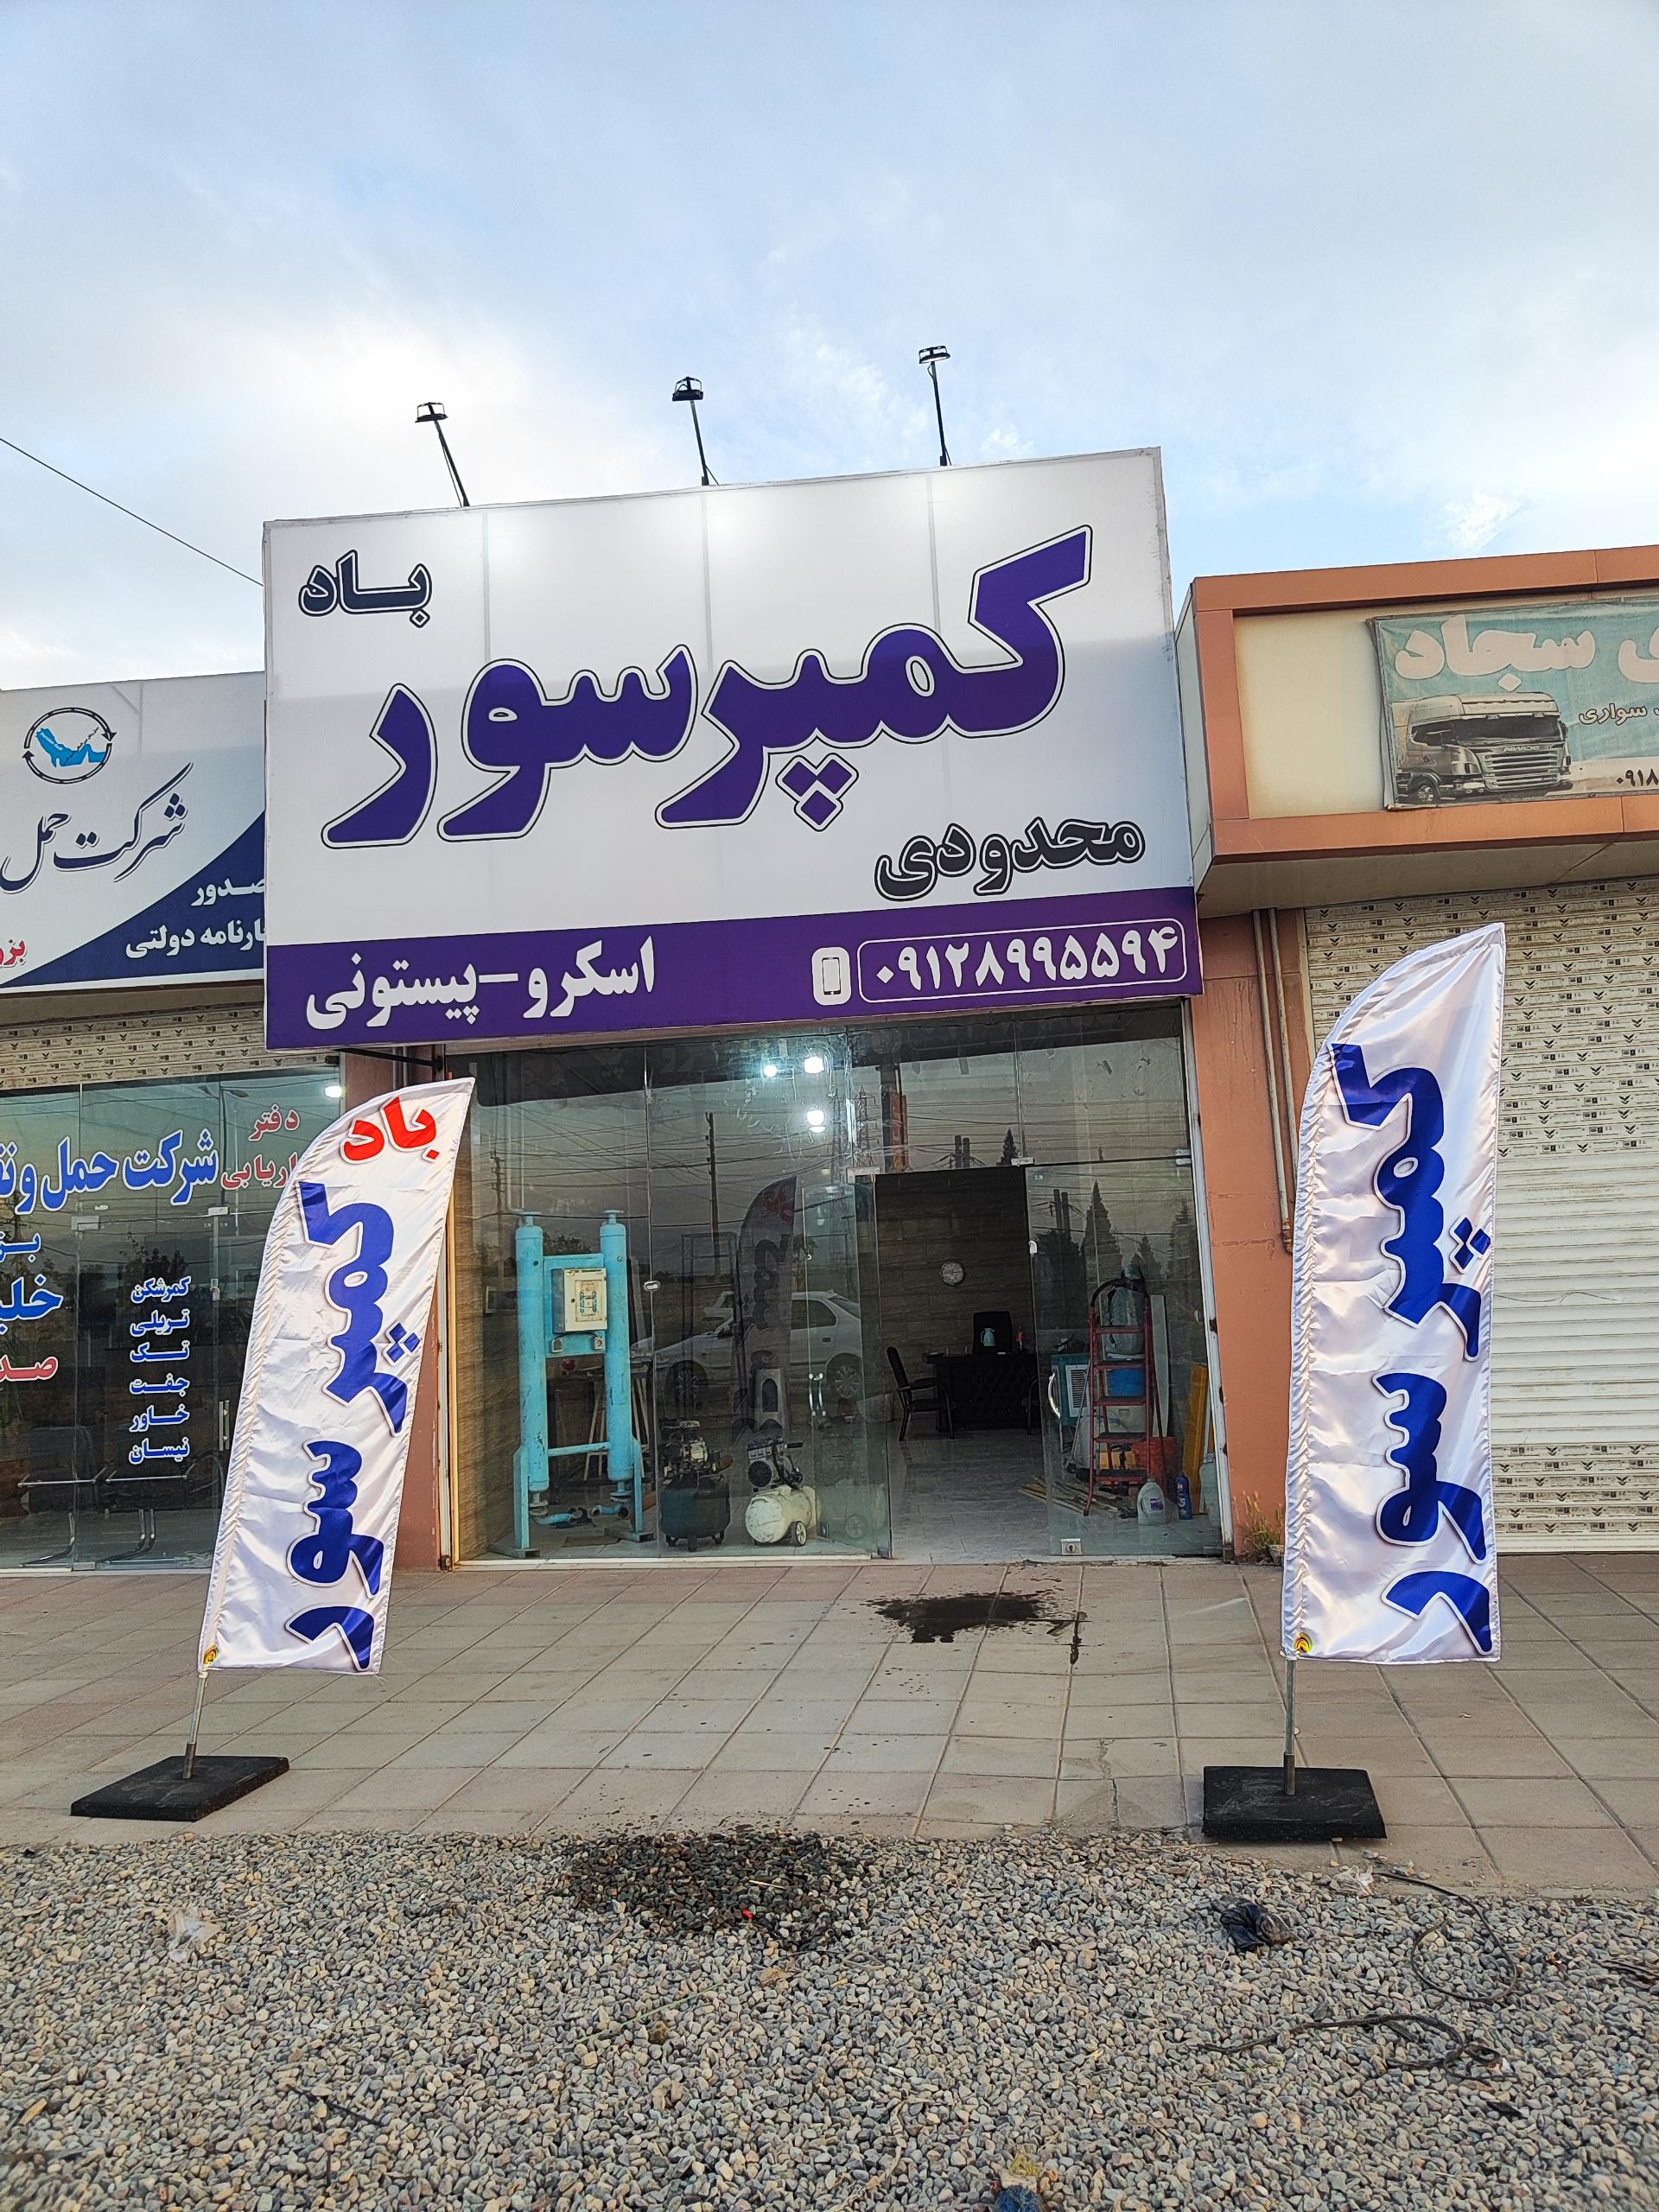 کمپرسور باد
محدودی
۰۹۱۲۸۹۹۵۵۹۴
اسکرو-پیستونی
باد
کمپرسور
کمپرسور
شرکت حمل
صدور
بارنامه دولتی
دفتر
شرکت حمل و
کمرشکن
تریلی
تک
جفت
خاور
نیسان
سجاد
سواری
۰۹۱۸